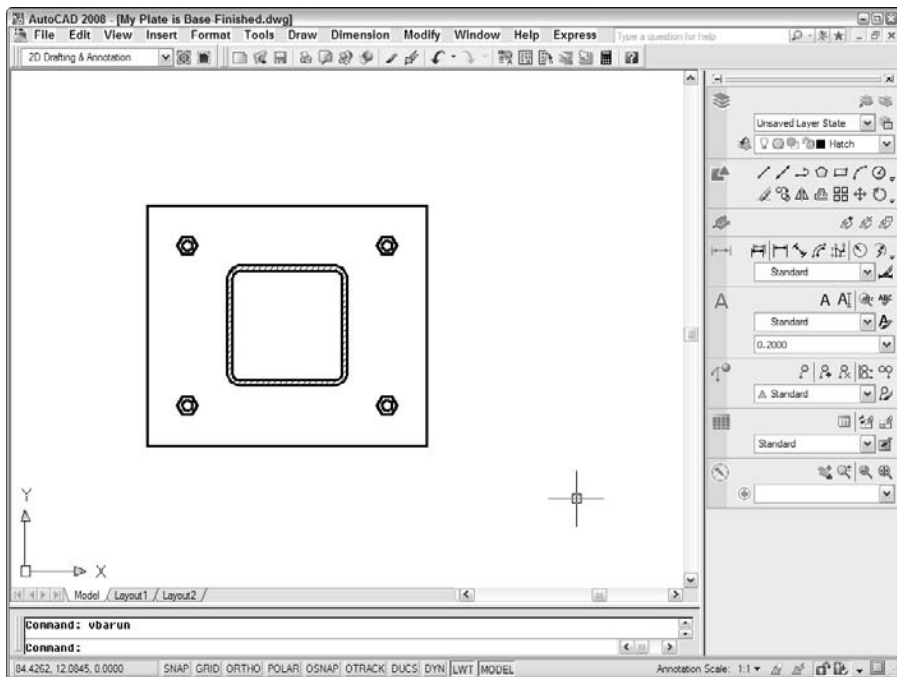 AutoCAD 2008 - [My Plate is Base-Finished.dwg]
File Edit View Insert Format Tools Draw Dimension Modify Window Help Express Type a question for help
2D Drafting & Annotation
Unsaved Layer State
Hatch
Standard
A A ABC
Standard
0.2000
Standard
Standard
Y
X
Model Layout1 Layout2
Command: vbarun
Command:
84.4262, 12.0845, 0.0000 SNAP GRID ORTHO POLAR OSNAP OTRACK DUCS DYN LWT MODEL Annotation Scale: 1:1